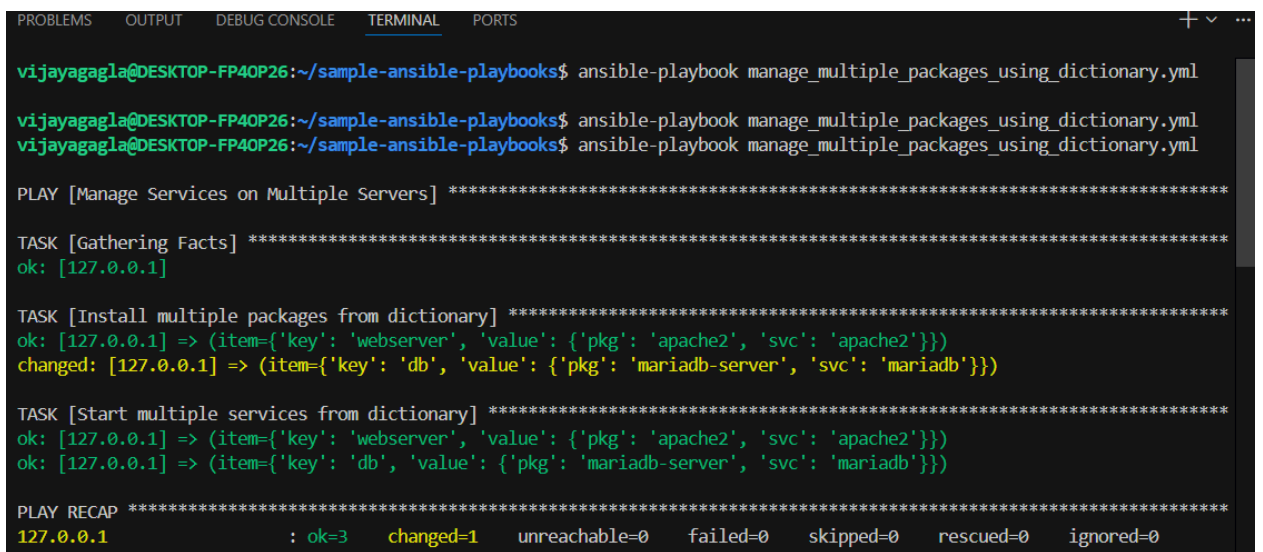 PROBLEMS OUTPUT DEBUG CONSOLE TERMINAL PORTS
vijayagagla@DESKTOP-FP4OP26:~/sample-ansible-playbooks$ ansible-playbook manage_multiple_packages_using_dictionary.yml
vijayagagla@DESKTOP-FP4OP26:~/sample-ansible-playbooks$ ansible-playbook manage_multiple_packages_using_dictionary.yml
vijayagagla@DESKTOP-FP4OP26:~/sample-ansible-playbooks$ ansible-playbook manage_multiple_packages_using_dictionary.yml
PLAY [Manage Services on Multiple Servers] ******************************************************************************
TASK [Gathering Facts] **************************************************************************************************
ok: [127.0.0.1]
TASK [Install multiple packages from dictionary] ************************************************************************
ok: [127.0.0.1] => (item={'key': 'webserver', 'value': {'pkg': 'apache2', 'svc': 'apache2'}})
changed: [127.0.0.1] => (item={'key': 'db', 'value': {'pkg': 'mariadb-server', 'svc': 'mariadb'}})
TASK [Start multiple services from dictionary] **************************************************************************
ok: [127.0.0.1] => (item={'key': 'webserver', 'value': {'pkg': 'apache2', 'svc': 'apache2'}})
ok: [127.0.0.1] => (item={'key': 'db', 'value': {'pkg': 'mariadb-server', 'svc': 'mariadb'}})
PLAY RECAP **************************************************************************************************************
127.0.0.1 : ok=3 changed=1 unreachable=0 failed=0 skipped=0 rescued=0 ignored=0